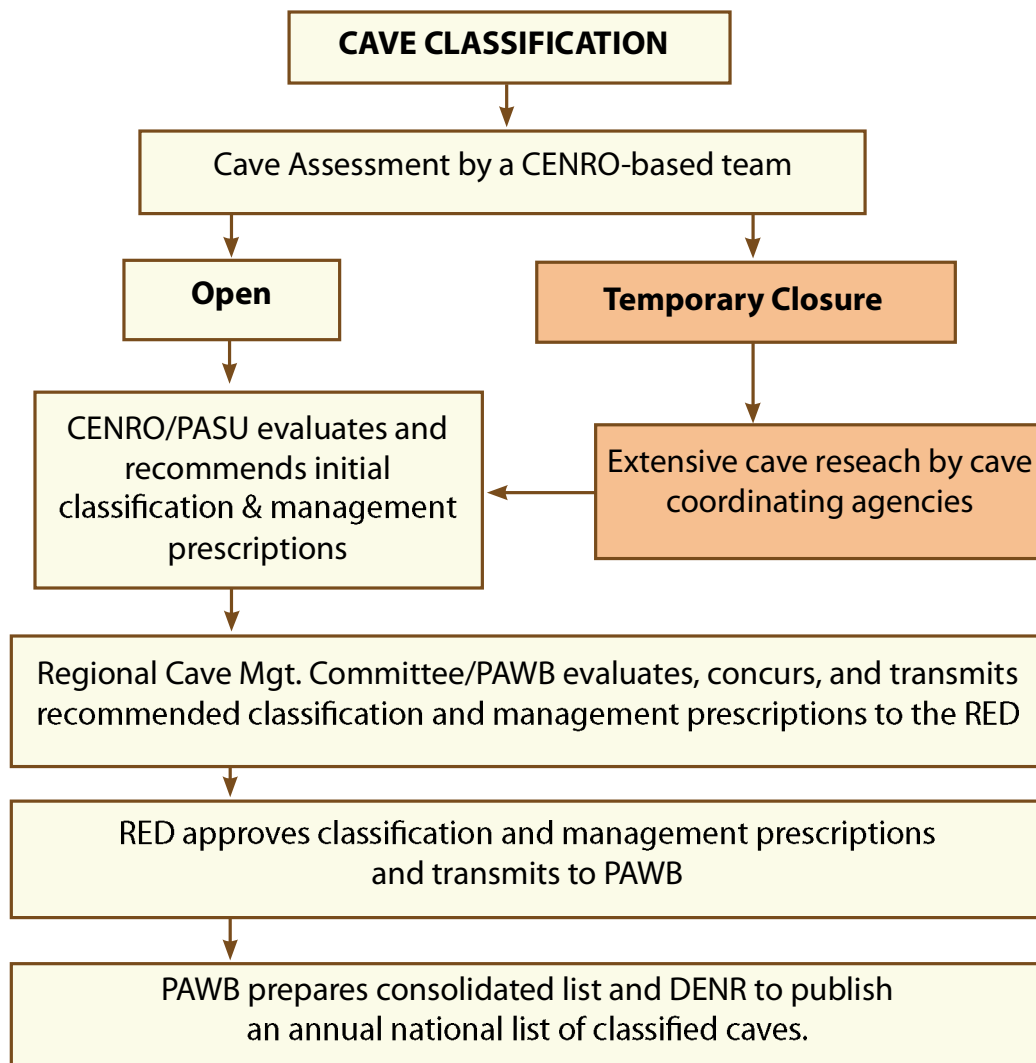 CAVE CLASSIFICATION
Cave Assessment by a CENRO-based team
Open
Temporary Closure
CENRO/PASU evaluates and
recommends initial
classification & management
prescriptions
Extensive cave reseach by cave
coordinating agencies
Regional Cave Mgt. Committee/PAWB evaluates, concurs, and transmits
recommended classification and management prescriptions to the RED
RED approves classification and management prescriptions
and transmits to PAWB
PAWB prepares consolidated list and DENR to publish
an annual national list of classified caves.